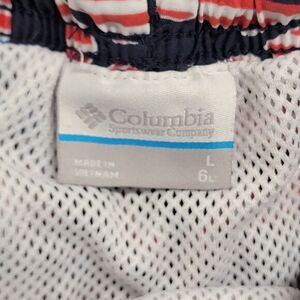 Columbia
Sportswear Company
MADE IN
VIETNAM
L
6L